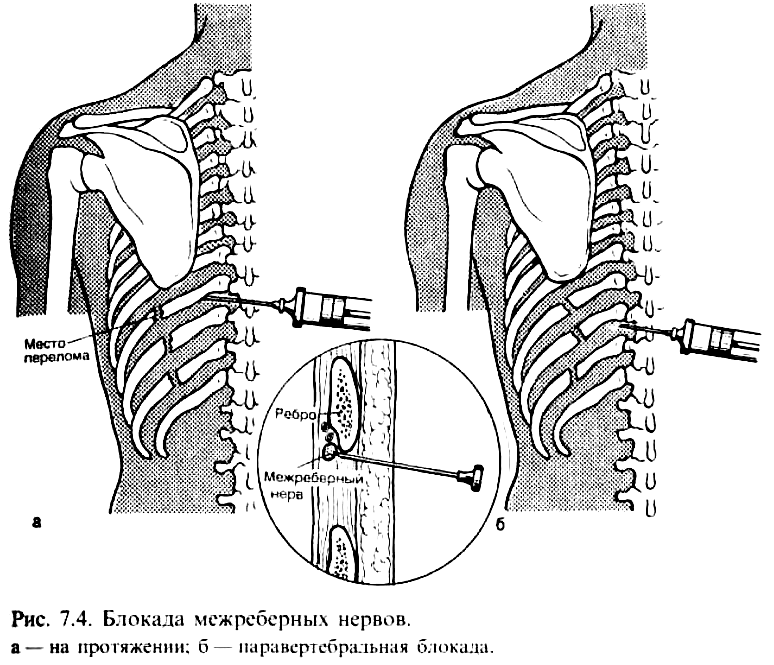 Место
перелома
Ребро
Межреберный
нерв
а
б
Рис. 7.4. Блокада межреберных нервов.
а — на протяжении; б — паравертебральная блокада.